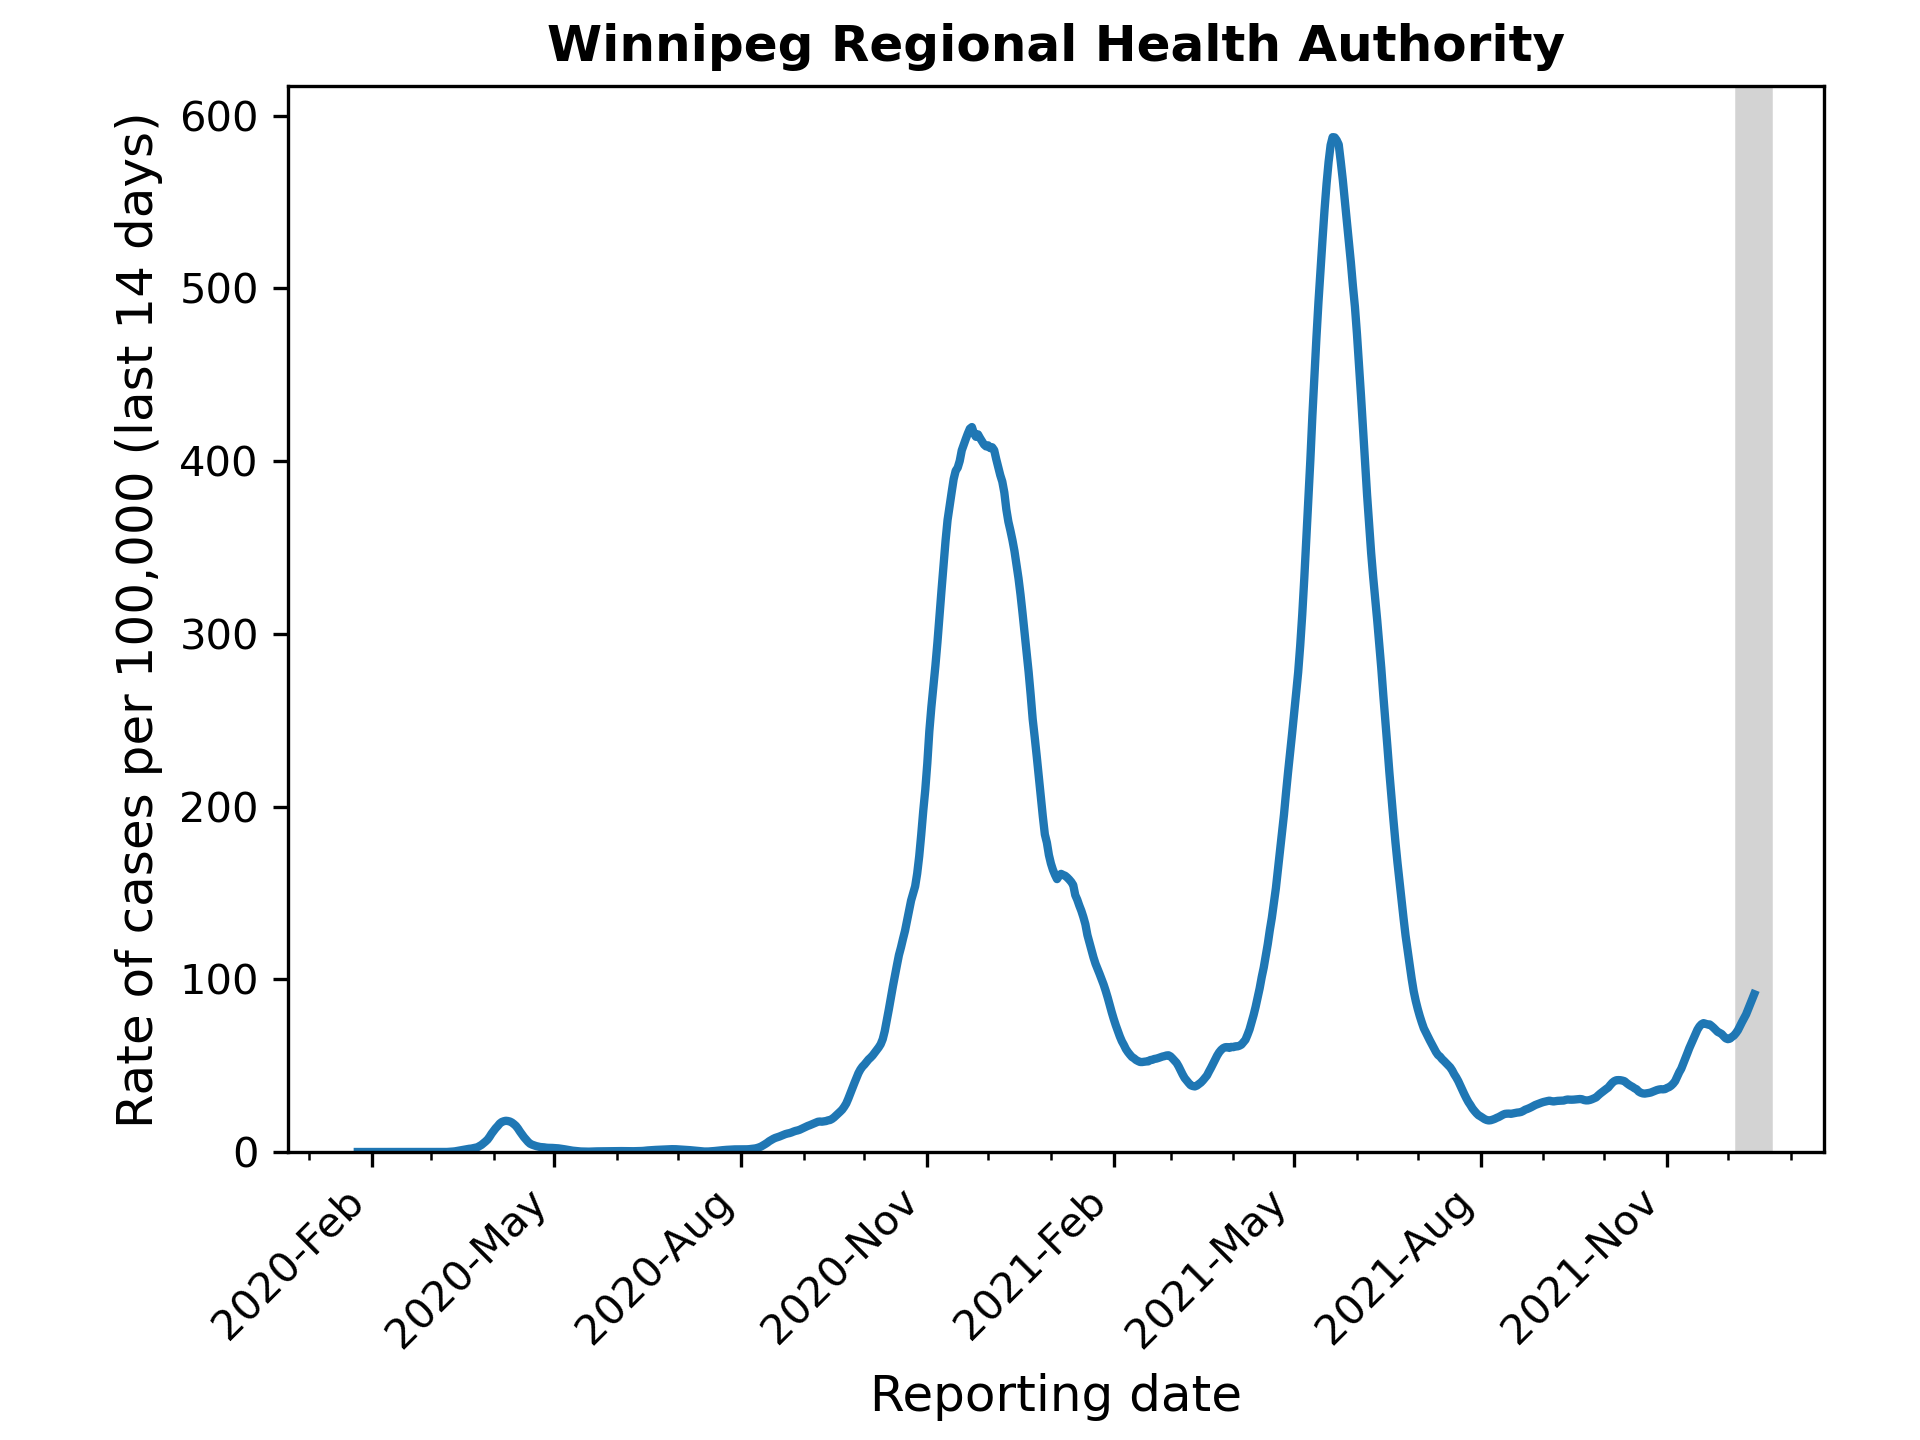 Winnipeg Regional Health Authority
Rate of cases per 100,000 (last 14 days)
600
500
400
300
200
100
0
2020-Feb
2020-May
2020-Aug
2020-Nov
2021-Feb
2021-May
2021-Aug
2021-Nov
Reporting date